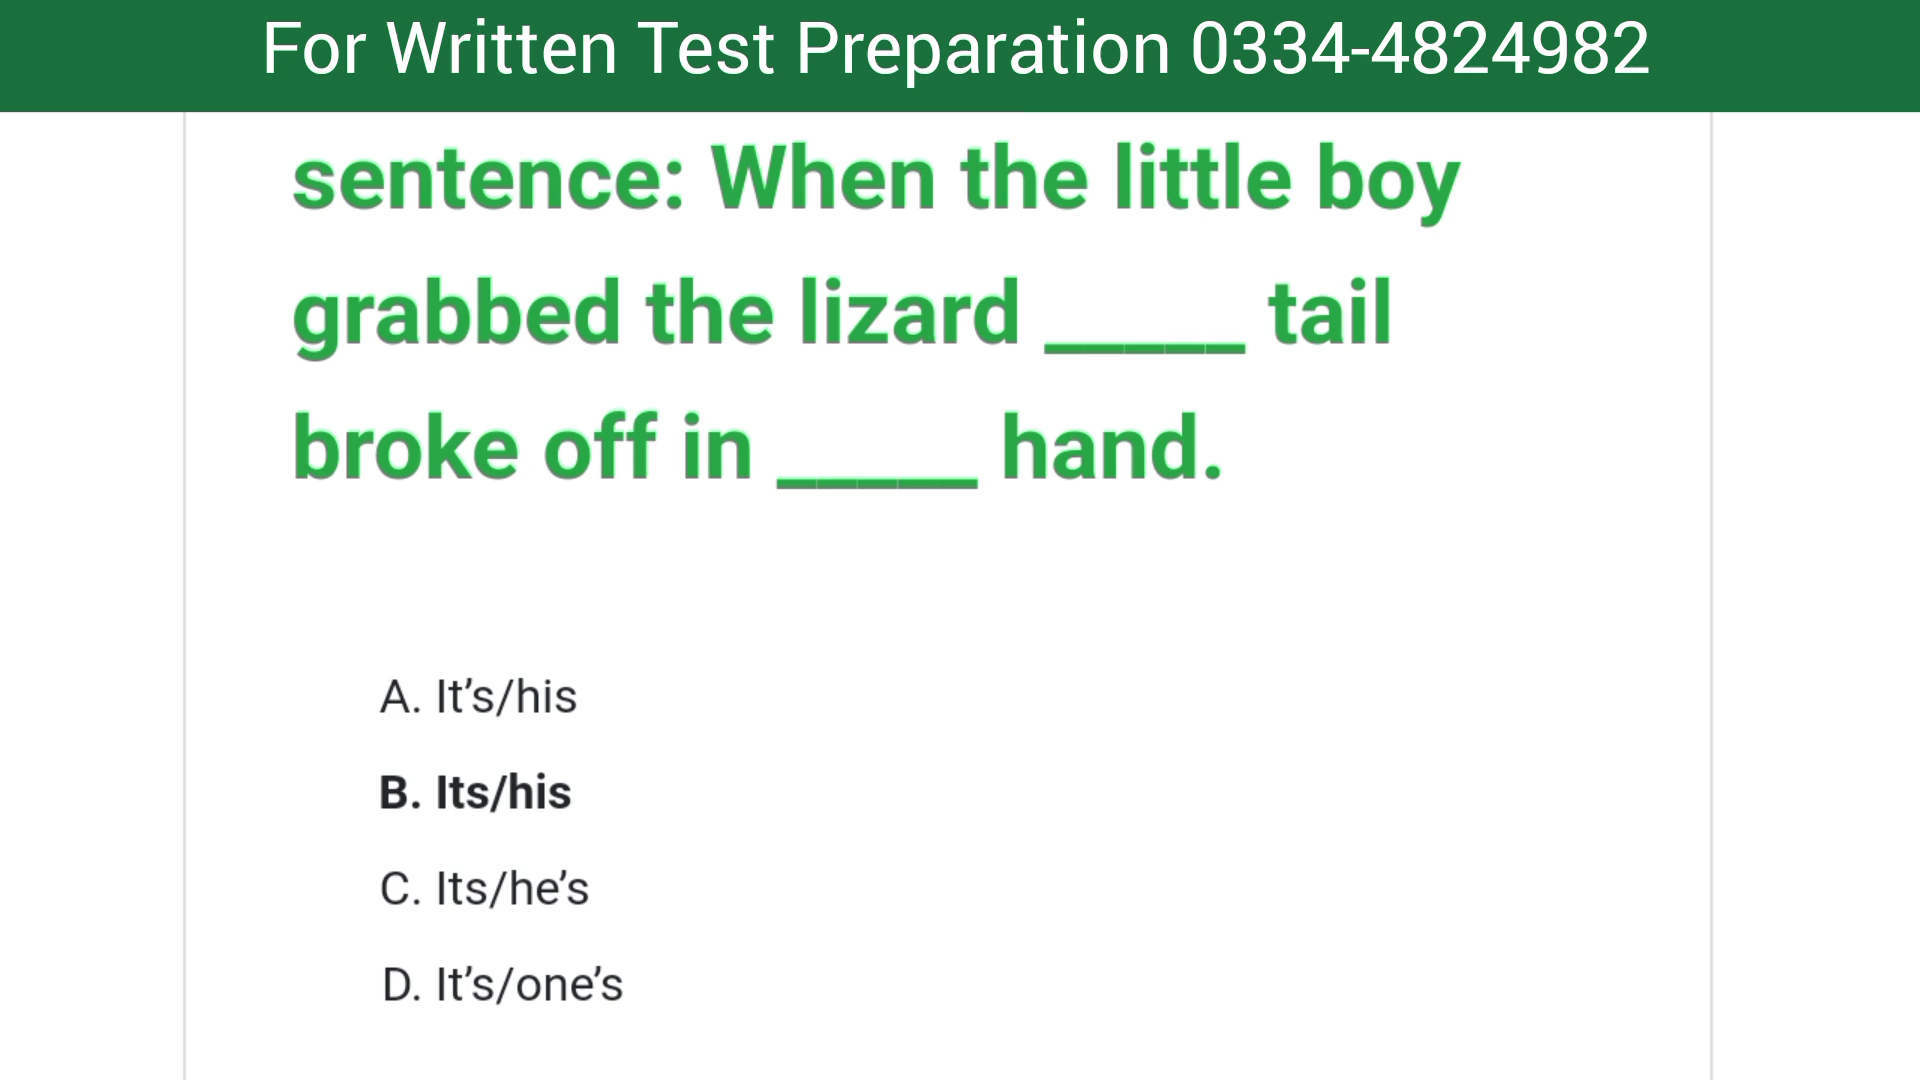 For Written Test Preparation 0334-4824982
sentence: When the little boy
grabbed the lizard _____ tail
broke off in _____ hand.
A. It’s/his
B. Its/his
C. Its/he’s
D. It’s/one’s